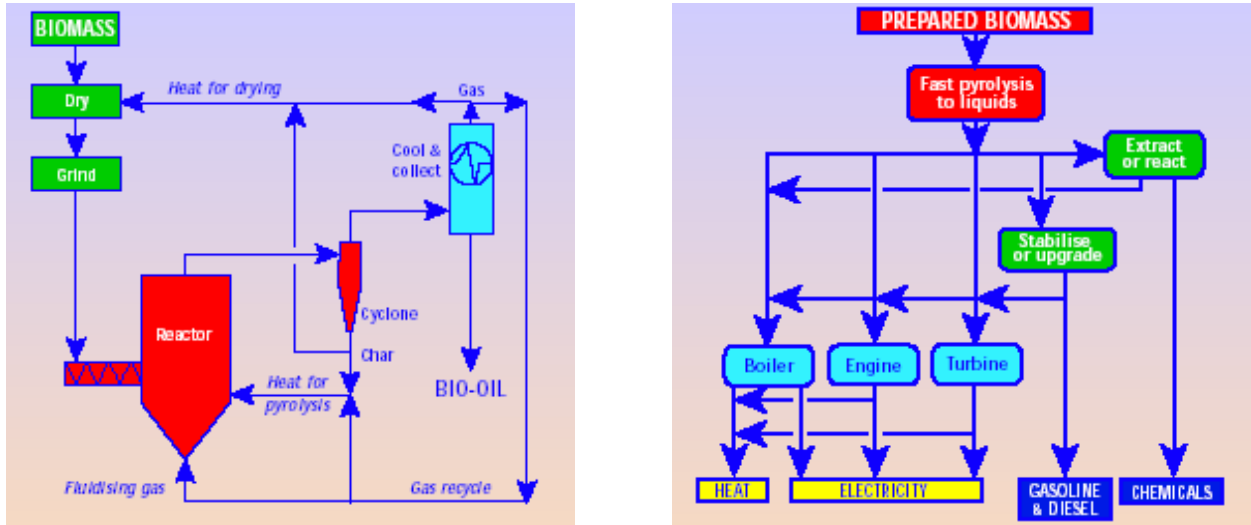 BIOMASS
Dry
Heat for drying
Gas
Grind
Cool &
collect
Reactor
Cyclone
Char
Heat for
pyrolysis
BIO-OIL
Fluidising gas
Gas recycle
PREPARED BIOMASS
Fast pyrolysis
to liquids
Extract
or react
Stabilise
or upgrade
Boiler
Engine
Turbine
HEAT
ELECTRICITY
GASOLINE
& DIESEL
CHEMICALS